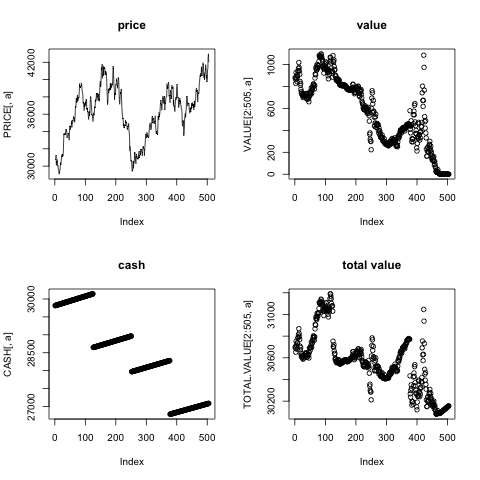 price
PRICE[, a]
30000 36000 42000
0 100 200 300 400 500
Index
value
VALUE[2:505, a]
0 200 600 1000
0 100 200 300 400 500
Index
cash
CASH[, a]
27000 28500 30000
0 100 200 300 400 500
Index
total value
TOTAL.VALUE[2:505, a]
30200 30600 31000
0 100 200 300 400 500
Index